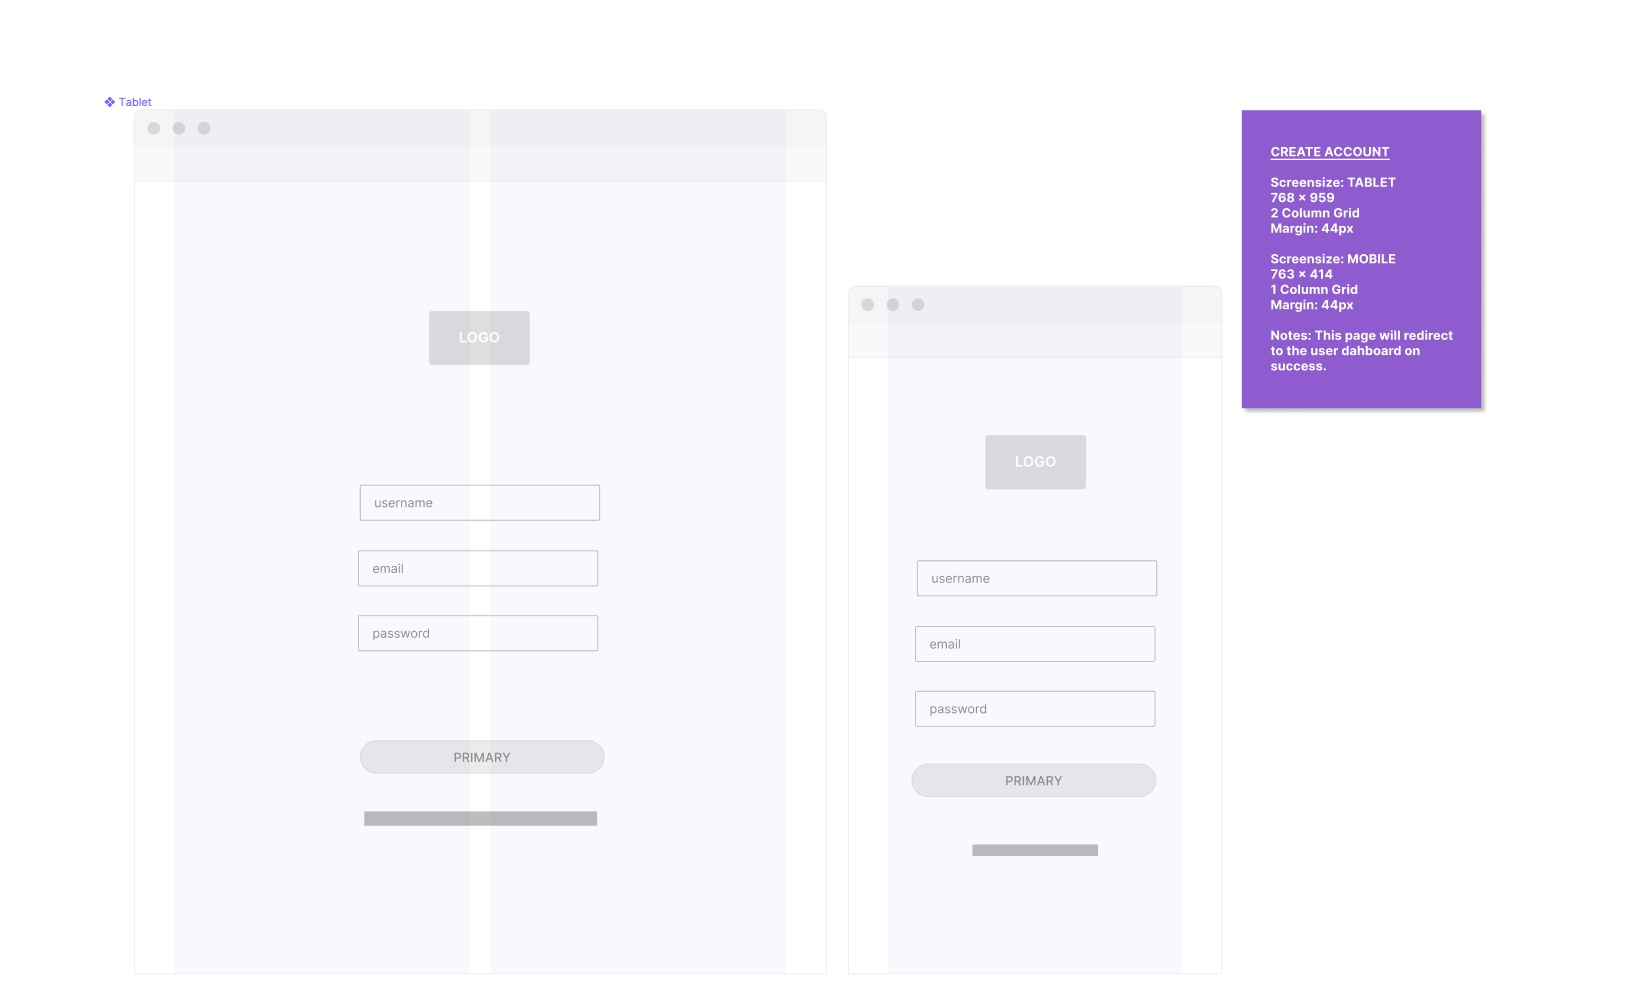 Tablet
LOGO
username
email
password
PRIMARY
LOGO
username
email
password
PRIMARY
CREATE ACCOUNT
Screensize: TABLET
768 × 959
2 Column Grid
Margin: 44px
Screensize: MOBILE
763 × 414
1 Column Grid
Margin: 44px
Notes: This page will redirect
to the user dahboard on
success.